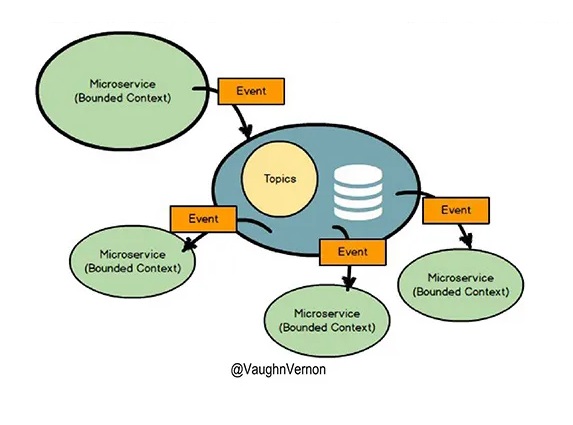 Microservice
(Bounded Context)
Event
Topics
Event
Event
Event
Microservice
(Bounded Context)
Microservice
(Bounded Context)
Microservice
(Bounded Context)
@VaughnVernon